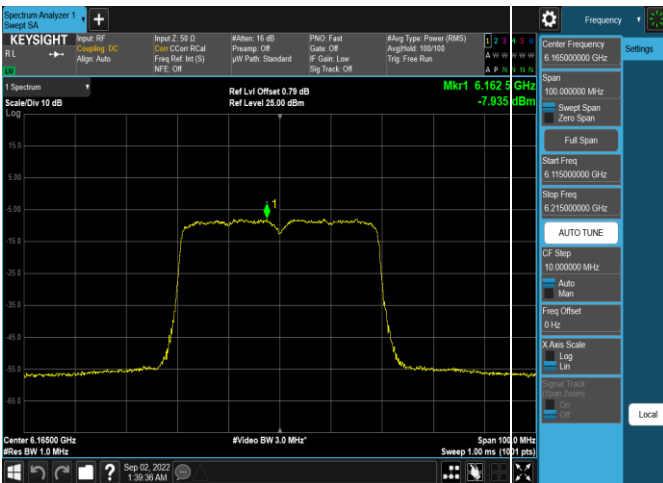 Spectrum Analyzer 1
Swept SA
+
Frequency
KEYSIGHT
RL
Input: RF
Coupling: DC
Align: Auto
Input Z: 50 Ω
Corr CCorr RCal
Freq Ref: Int (S)
NFE: Off
#Atten: 16 dB
Preamp: Off
µW Path: Standard
PNO: Fast
Gate: Off
IF Gain: Low
Sig Track: Off
#Avg Type: Power (RMS)
Avg|Hold: 100/100
Trig: Free Run
1 2 3 4 5 6
A W W W W W
A P N N N N
1 Spectrum
Scale/Div 10 dB
Log
Ref Lvl Offset 0.79 dB
Ref Level 25.00 dBm
Mkr1 6.162 5 GHz
-7.935 dBm
15.0
5.00
-5.00
-15.0
-25.0
-35.0
-45.0
-55.0
-65.0
1
Center 6.16500 GHz
#Res BW 1.0 MHz
#Video BW 3.0 MHz*
Span 100.0 MHz
Sweep 1.00 ms (1001 pts)
Sep 02, 2022
1:39:36 AM
Center Frequency
6.165000000 GHz
Span
100.000000 MHz
Swept Span
Zero Span
Full Span
Start Freq
6.115000000 GHz
Stop Freq
6.215000000 GHz
AUTO TUNE
CF Step
10.000000 MHz
Auto
Man
Freq Offset
0 Hz
X Axis Scale
Log
Lin
Signal Track
(Span Zoom)
On
Off
Settings
Local